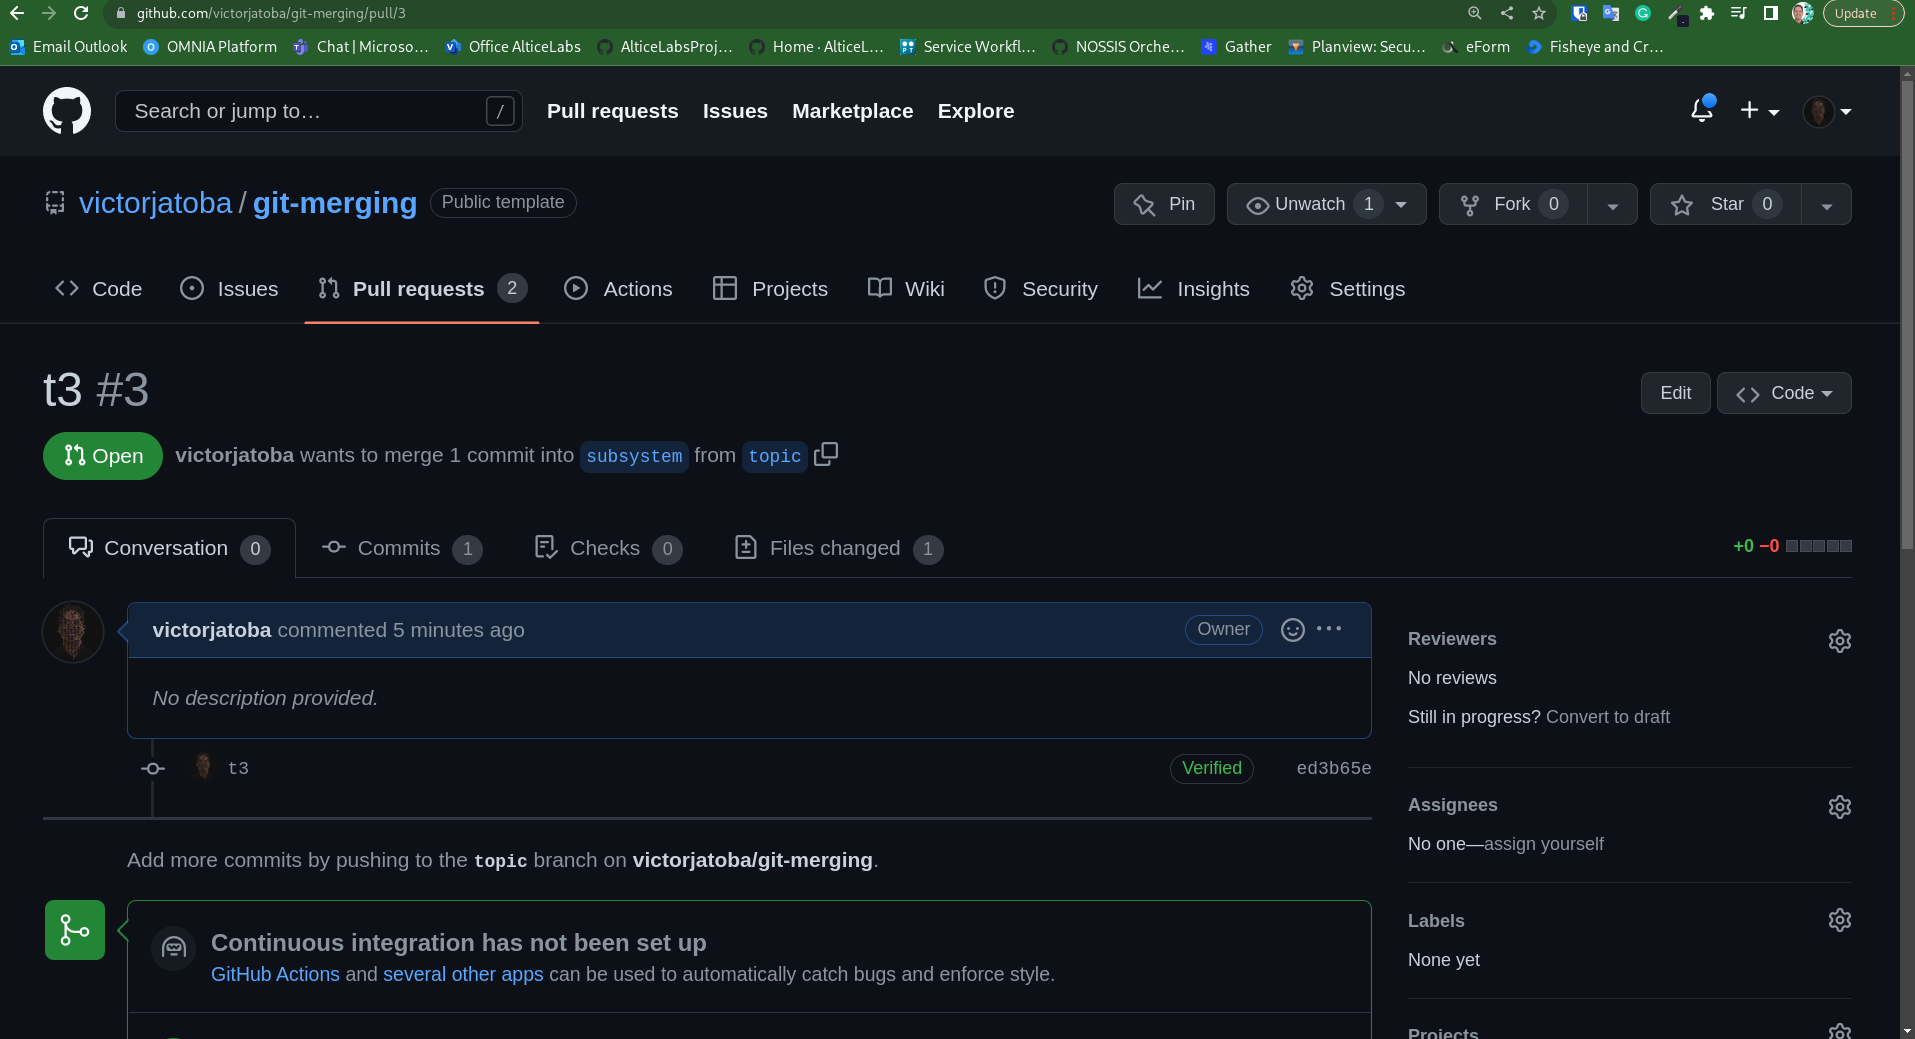 github.com/victorjatoba/git-merging/pull/3
Update
Email Outlook OMNIA Platform Chat | Microso… Office AlticeLabs AlticeLabsProj… Home · AlticeL… Service Workfl… NOSSIS Orche… Gather Planview: Secu… eForm Fisheye and Cr…
Search or jump to… /
Pull requests Issues Marketplace Explore
victorjatoba / git-merging Public template
Pin Unwatch 1 Fork 0 Star 0
Code Issues Pull requests 2 Actions Projects Wiki Security Insights Settings
t3 #3
Edit Code
Open victorjatoba wants to merge 1 commit into subsystem from topic
Conversation 0 Commits 1 Checks 0 Files changed 1
+0 −0
victorjatoba commented 5 minutes ago
Owner
No description provided.
t3
Verified ed3b65e
Add more commits by pushing to the topic branch on victorjatoba/git-merging.
Continuous integration has not been set up
GitHub Actions and several other apps can be used to automatically catch bugs and enforce style.
Reviewers
No reviews
Still in progress? Convert to draft
Assignees
No one—assign yourself
Labels
None yet
Projects